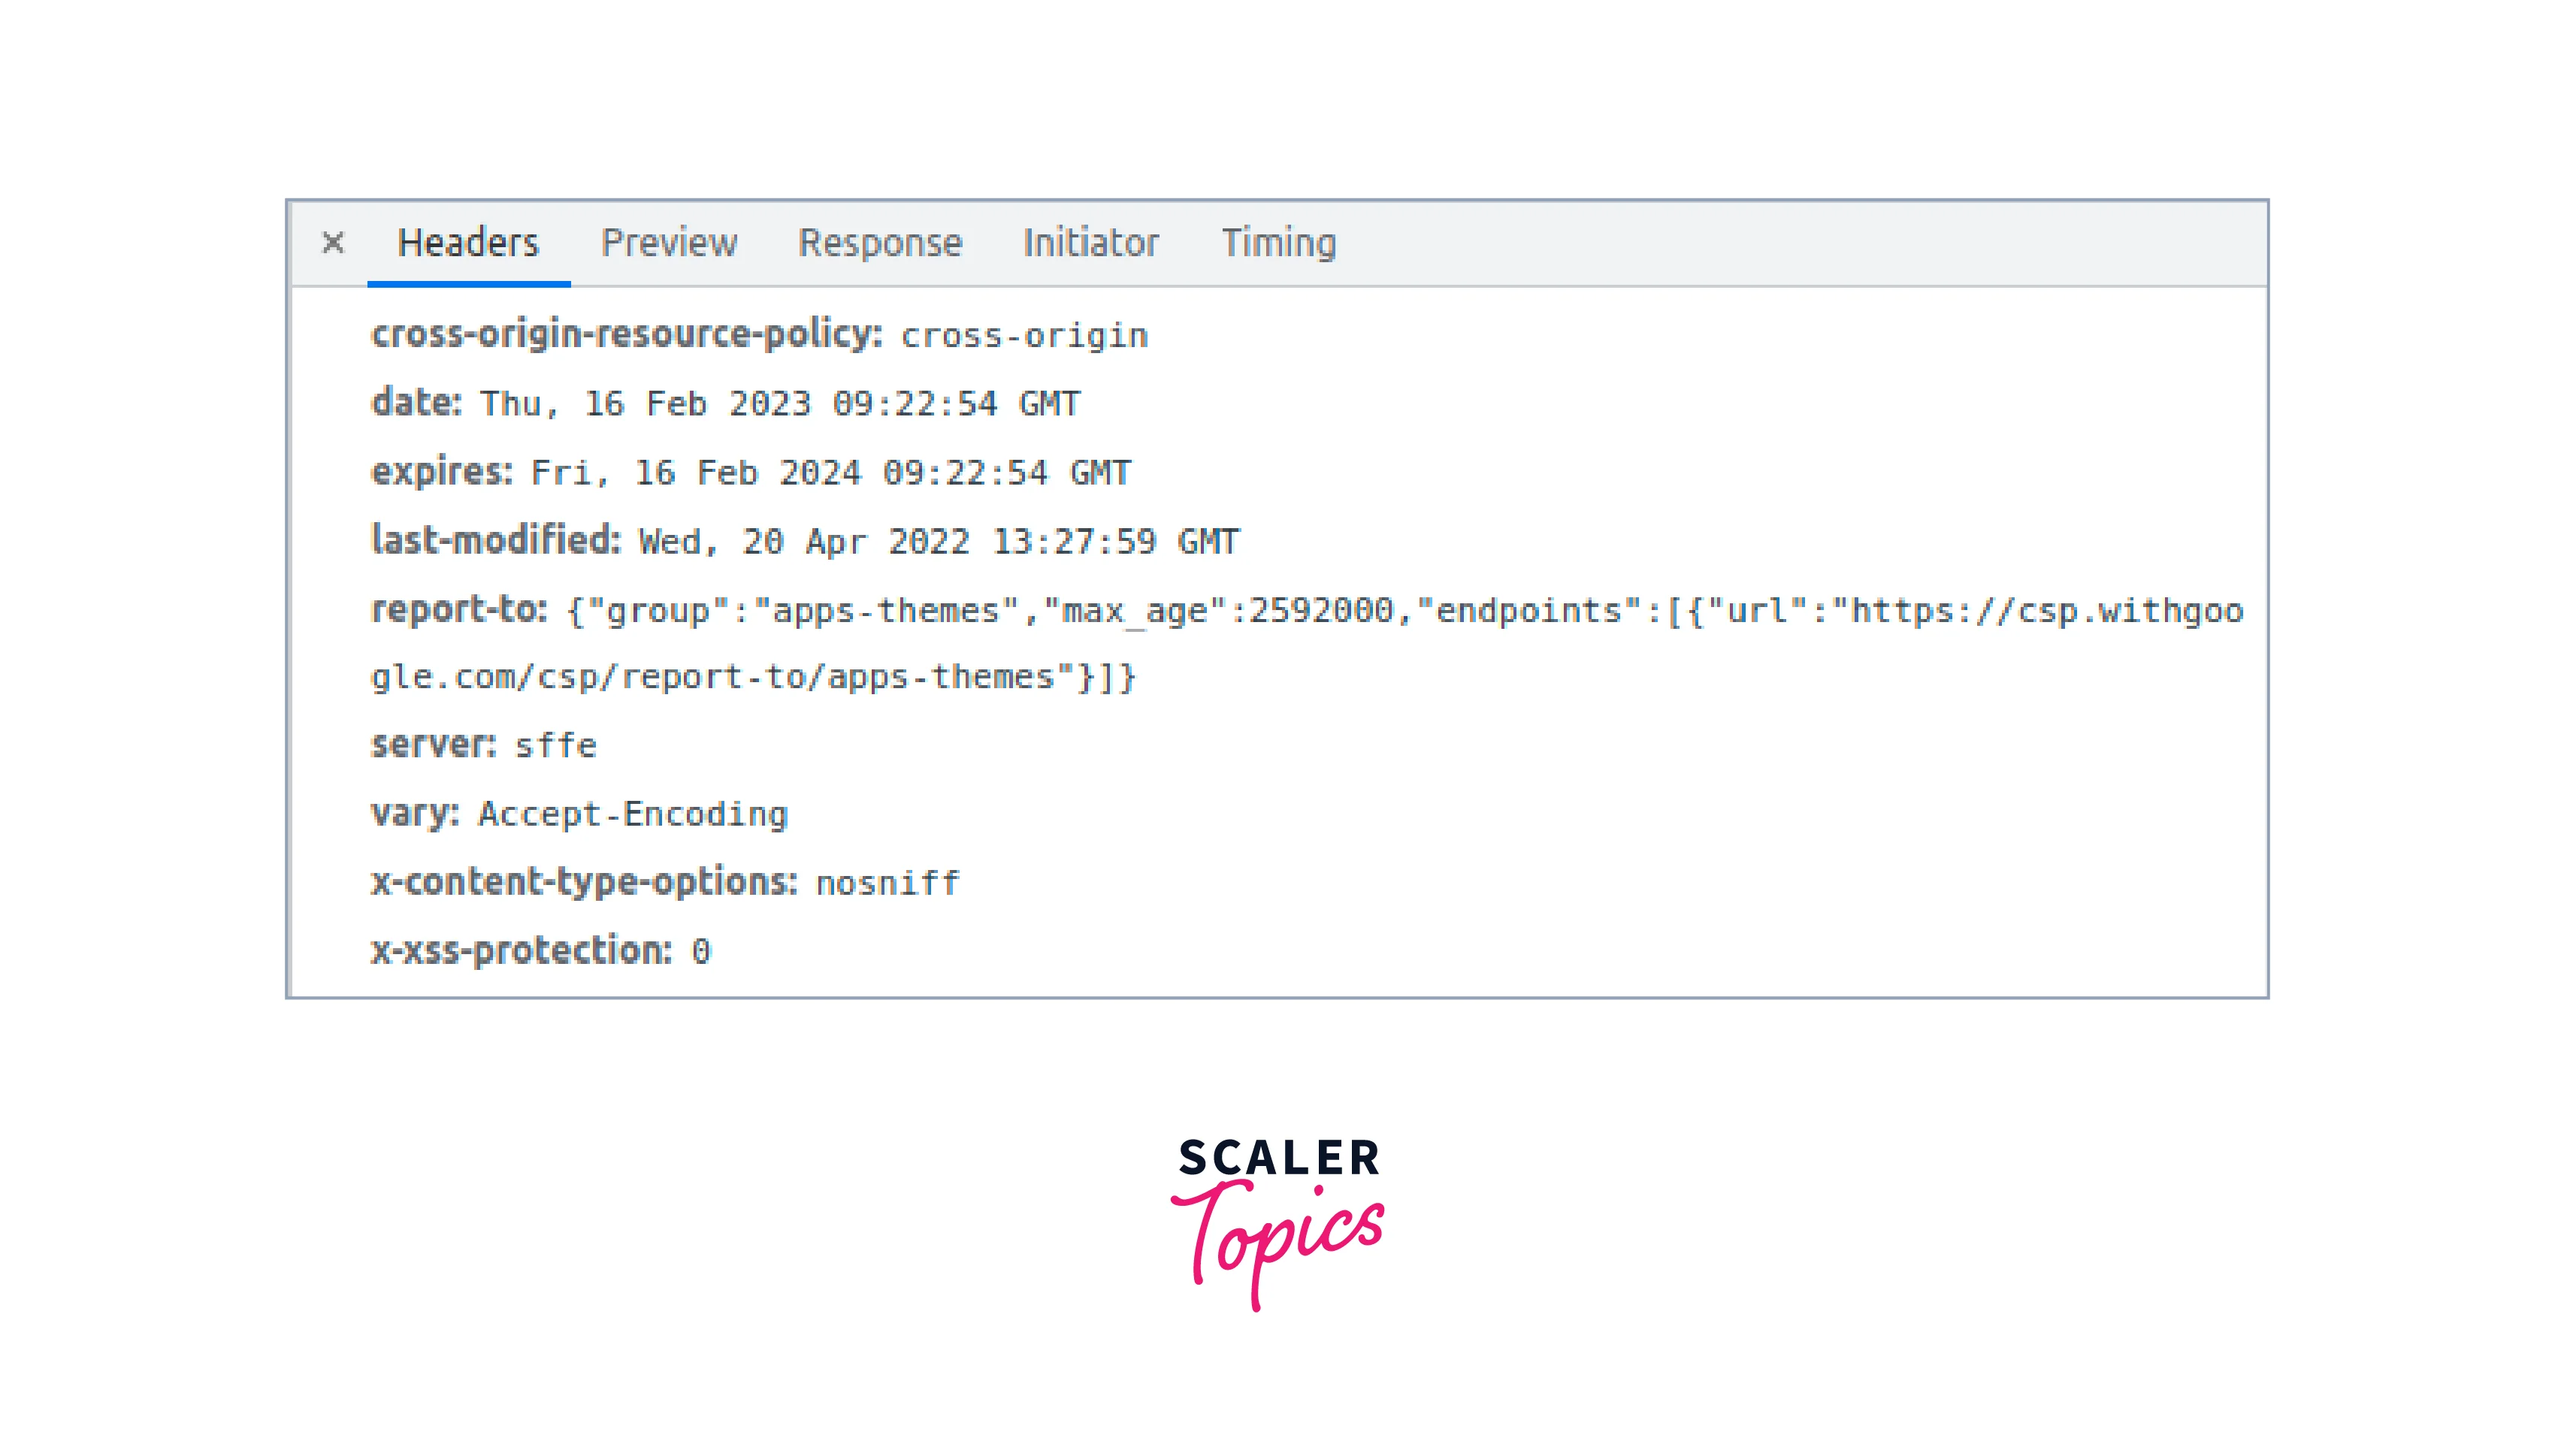 × Headers Preview Response Initiator Timing
cross-origin-resource-policy: cross-origin
date: Thu, 16 Feb 2023 09:22:54 GMT
expires: Fri, 16 Feb 2024 09:22:54 GMT
last-modified: Wed, 20 Apr 2022 13:27:59 GMT
report-to: {"group":"apps-themes","max_age":2592000,"endpoints":[{"url":"https://csp.withgoo
gle.com/csp/report-to/apps-themes"}]}
server: sffe
vary: Accept-Encoding
x-content-type-options: nosniff
x-xss-protection: 0
SCALER
Topics